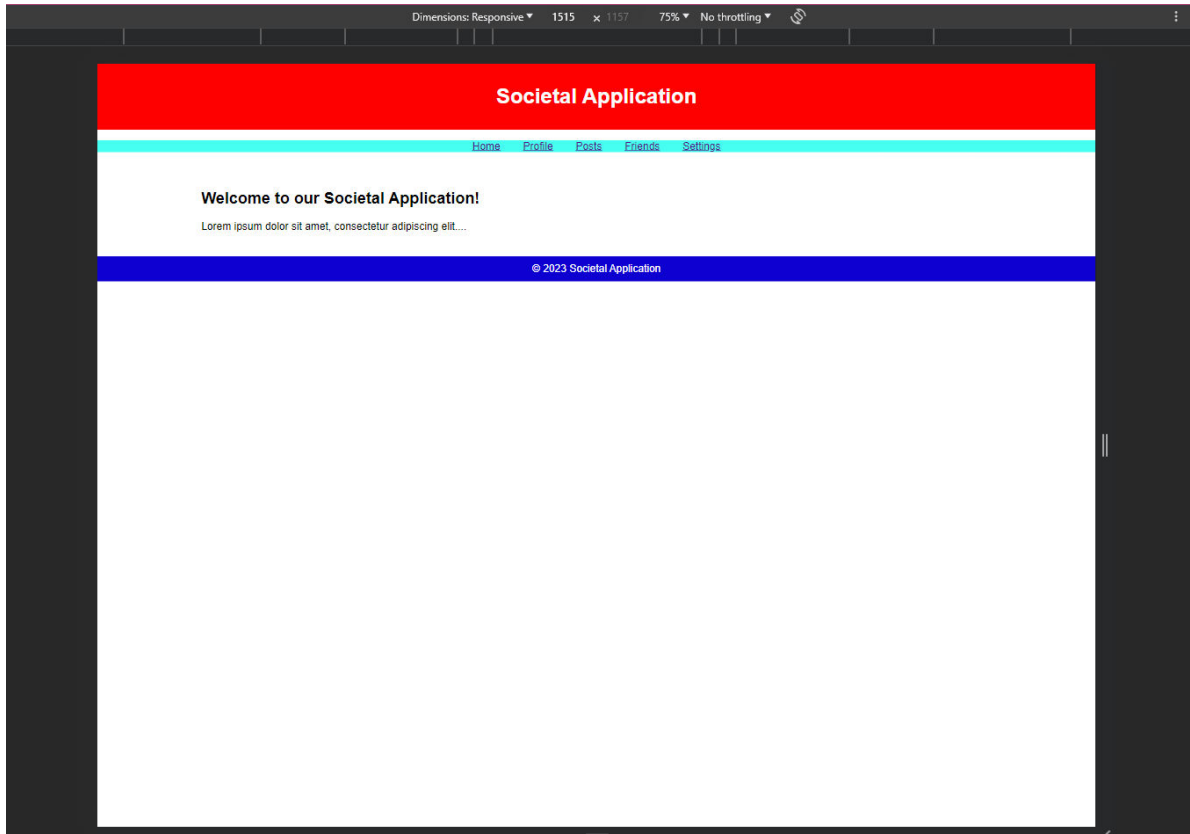 Dimensions: Responsive 1515 x 1157 75% No throttling
Societal Application
Home Profile Posts Friends Settings
Welcome to our Societal Application!
Lorem ipsum dolor sit amet, consectetur adipiscing elit....
© 2023 Societal Application